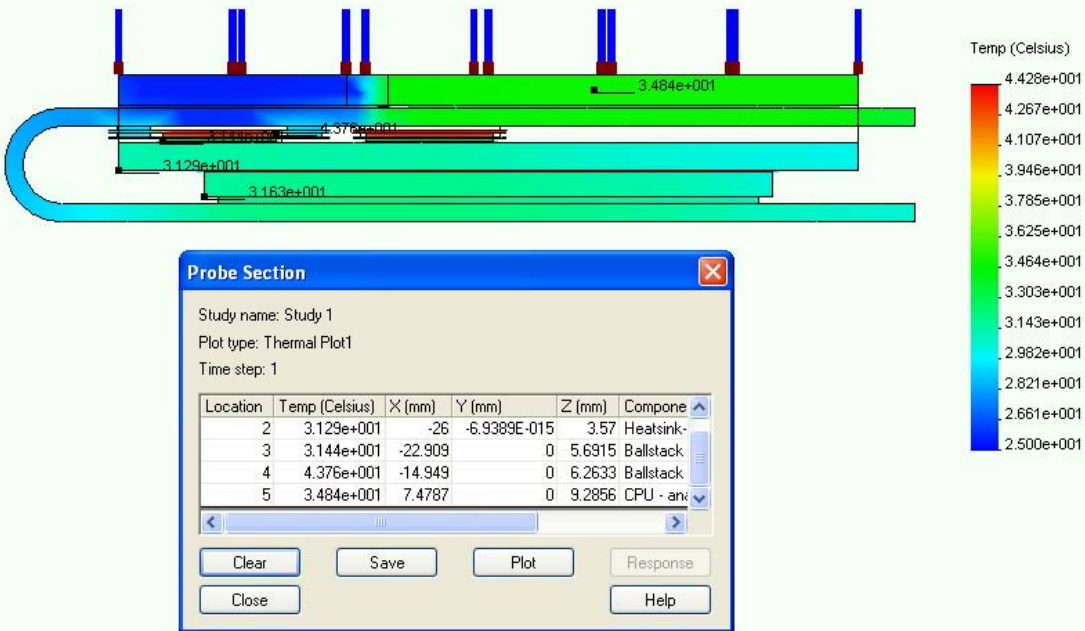 Temp (Celsius)
4.428e+001
4.267e+001
4.107e+001
3.946e+001
3.785e+001
3.625e+001
3.464e+001
3.303e+001
3.143e+001
2.982e+001
2.821e+001
2.661e+001
2.500e+001
3.484e+001
4.376e+001
3.129e+001
3.163e+001
Probe Section
Study name: Study 1
Plot type: Thermal Plot1
Time step: 1
Location Temp (Celsius) X (mm) Y (mm) Z (mm) Compone
2 3.129e+001 -26 -6.9389E-015 3.57 Heatsink-
3 3.144e+001 -22.909 0 5.6915 Ballstack
4 4.376e+001 -14.949 0 6.2633 Ballstack
5 3.484e+001 7.4787 0 9.2856 CPU - ana
Clear Save Plot Response
Close Help